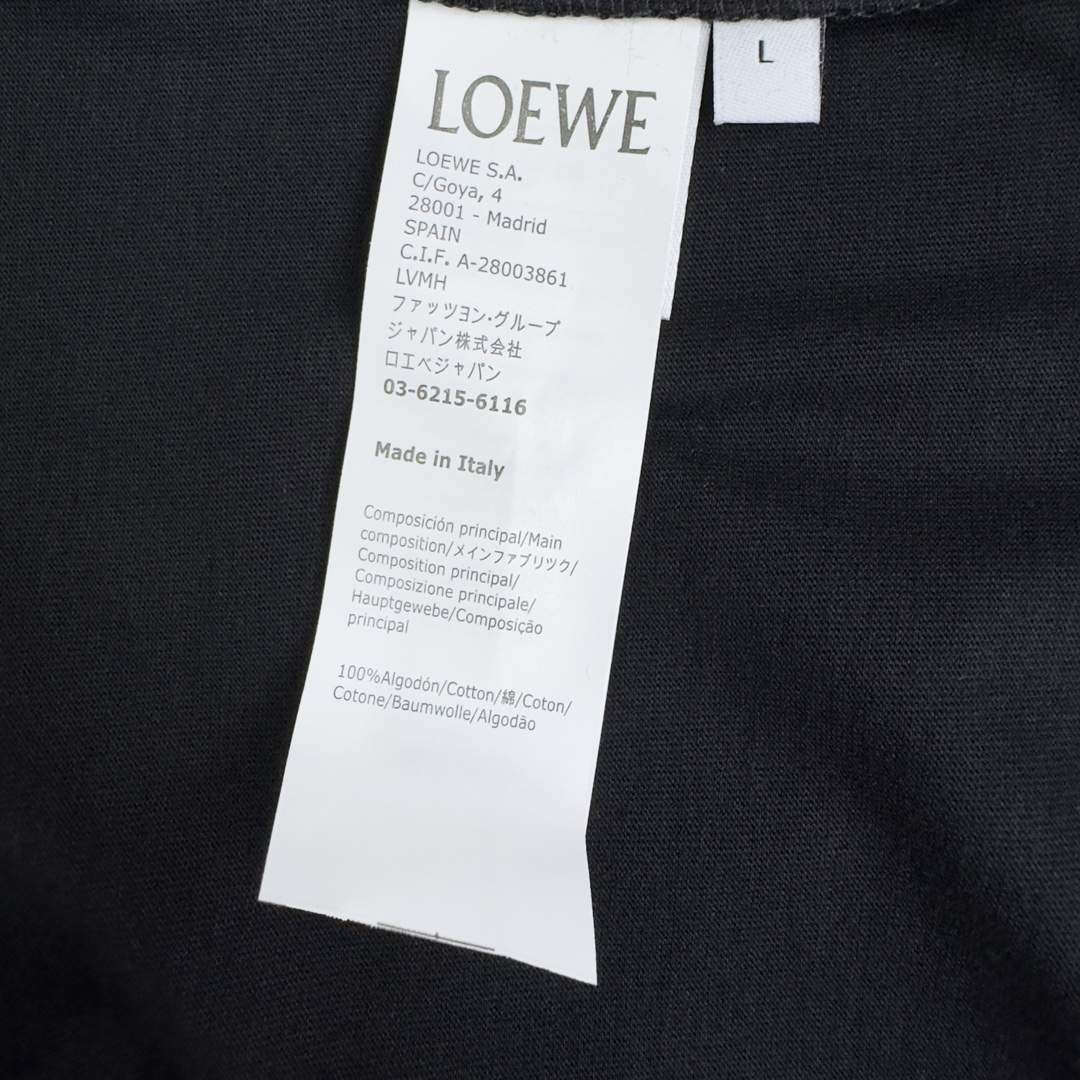 LOEWE
L
LOEWE S.A.
C/Goya, 4
28001 - Madrid
SPAIN
C.I.F. A-28003861
LVMH
ファッツヨン・グループ
ジャパン株式会社
ロエベジャパン
03-6215-6116
Made in Italy
Composición principal/Main
composition/メインファブリツク/
Composition principal/
Composizione principale/
Hauptgewebe/Composição
principal
100%Algodón/Cotton/綿/Coton/
Cotone/Baumwolle/Algodão